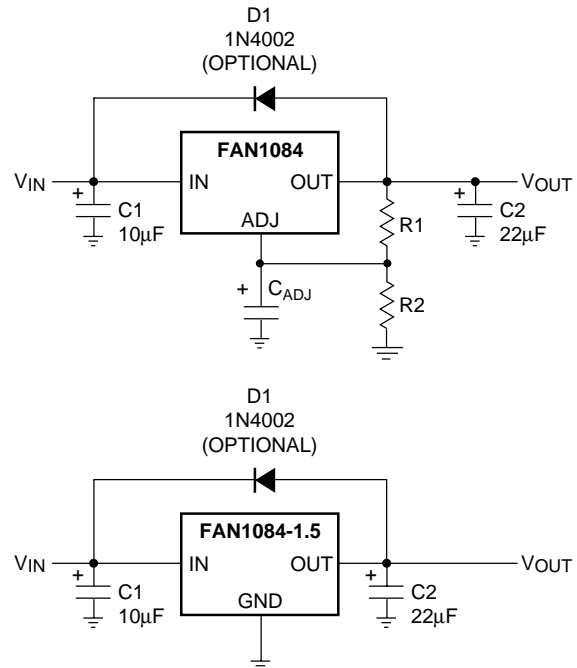 D1
1N4002
(OPTIONAL)
FAN1084
VIN
IN
OUT
VOUT
+
C1
10μF
ADJ
R1
+
C2
22μF
+
CADJ
R2
D1
1N4002
(OPTIONAL)
FAN1084-1.5
VIN
IN
OUT
VOUT
+
C1
10μF
GND
+
C2
22μF